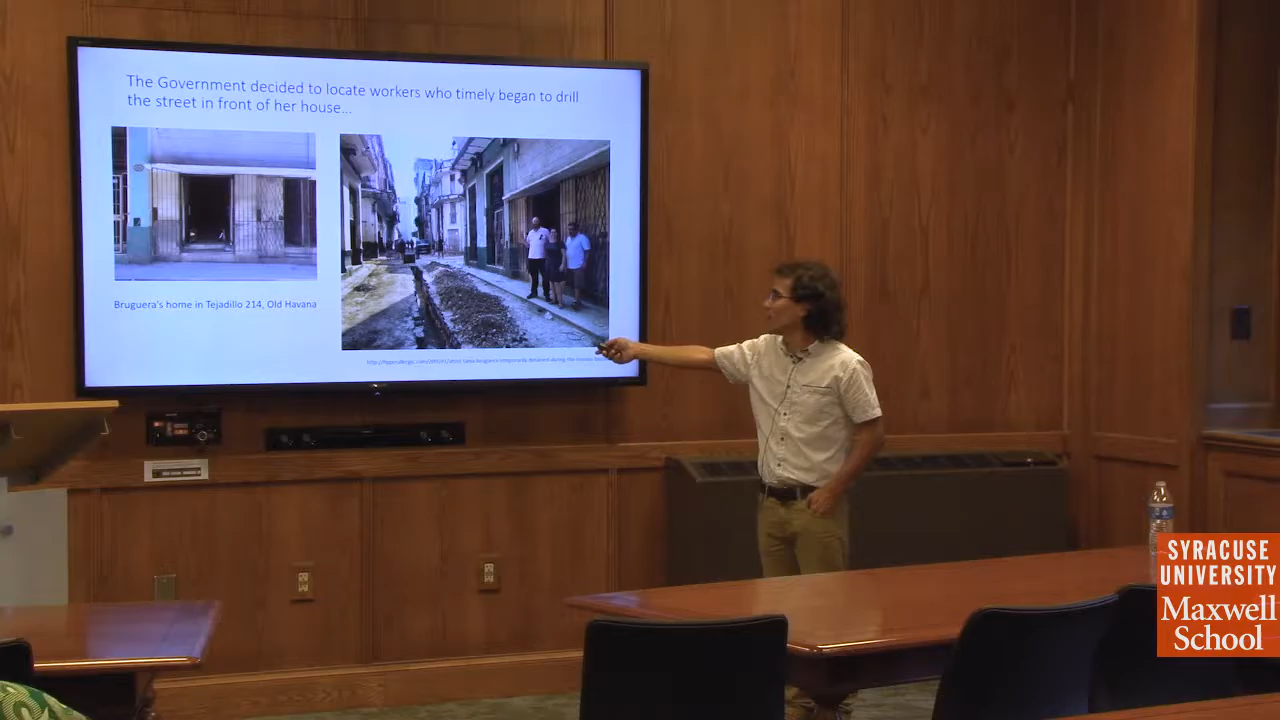 The Government decided to locate workers who timely began to drill
the street in front of her house...
Bruguera's home in Tejadillo 214, Old Havana
SYRACUSE
UNIVERSITY
Maxwell
School